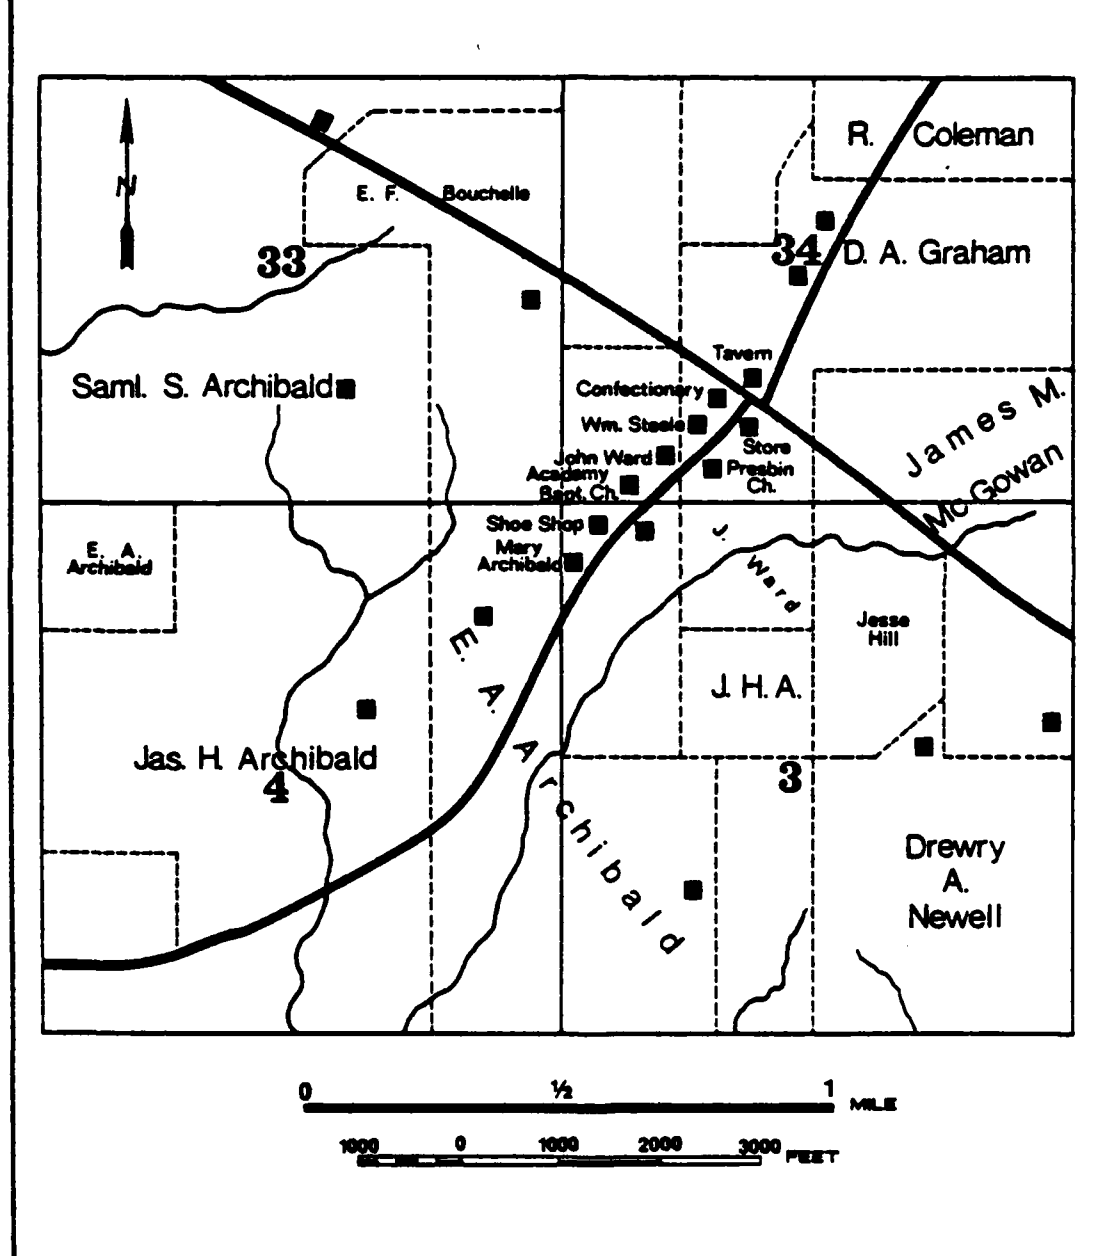 N
R. Coleman
E. F. Bouchelle
33
34
D. A. Graham
Saml. S. Archibald
Tavern
Confectionary
Wm. Steele
Store
John Ward
Presbin
Ch.
Academy
Bapt. Ch.
James M.
McGowan
Shoe Shop
Mary
Archibald
E. A.
Archibald
J. Ward
Jesse
Hill
E. A. Archibald
J. H. A.
Jas. H. Archibald
4
3
Drewry
A.
Newell
0 ½ 1 MILE
1000 0 1000 2000 3000 FEET